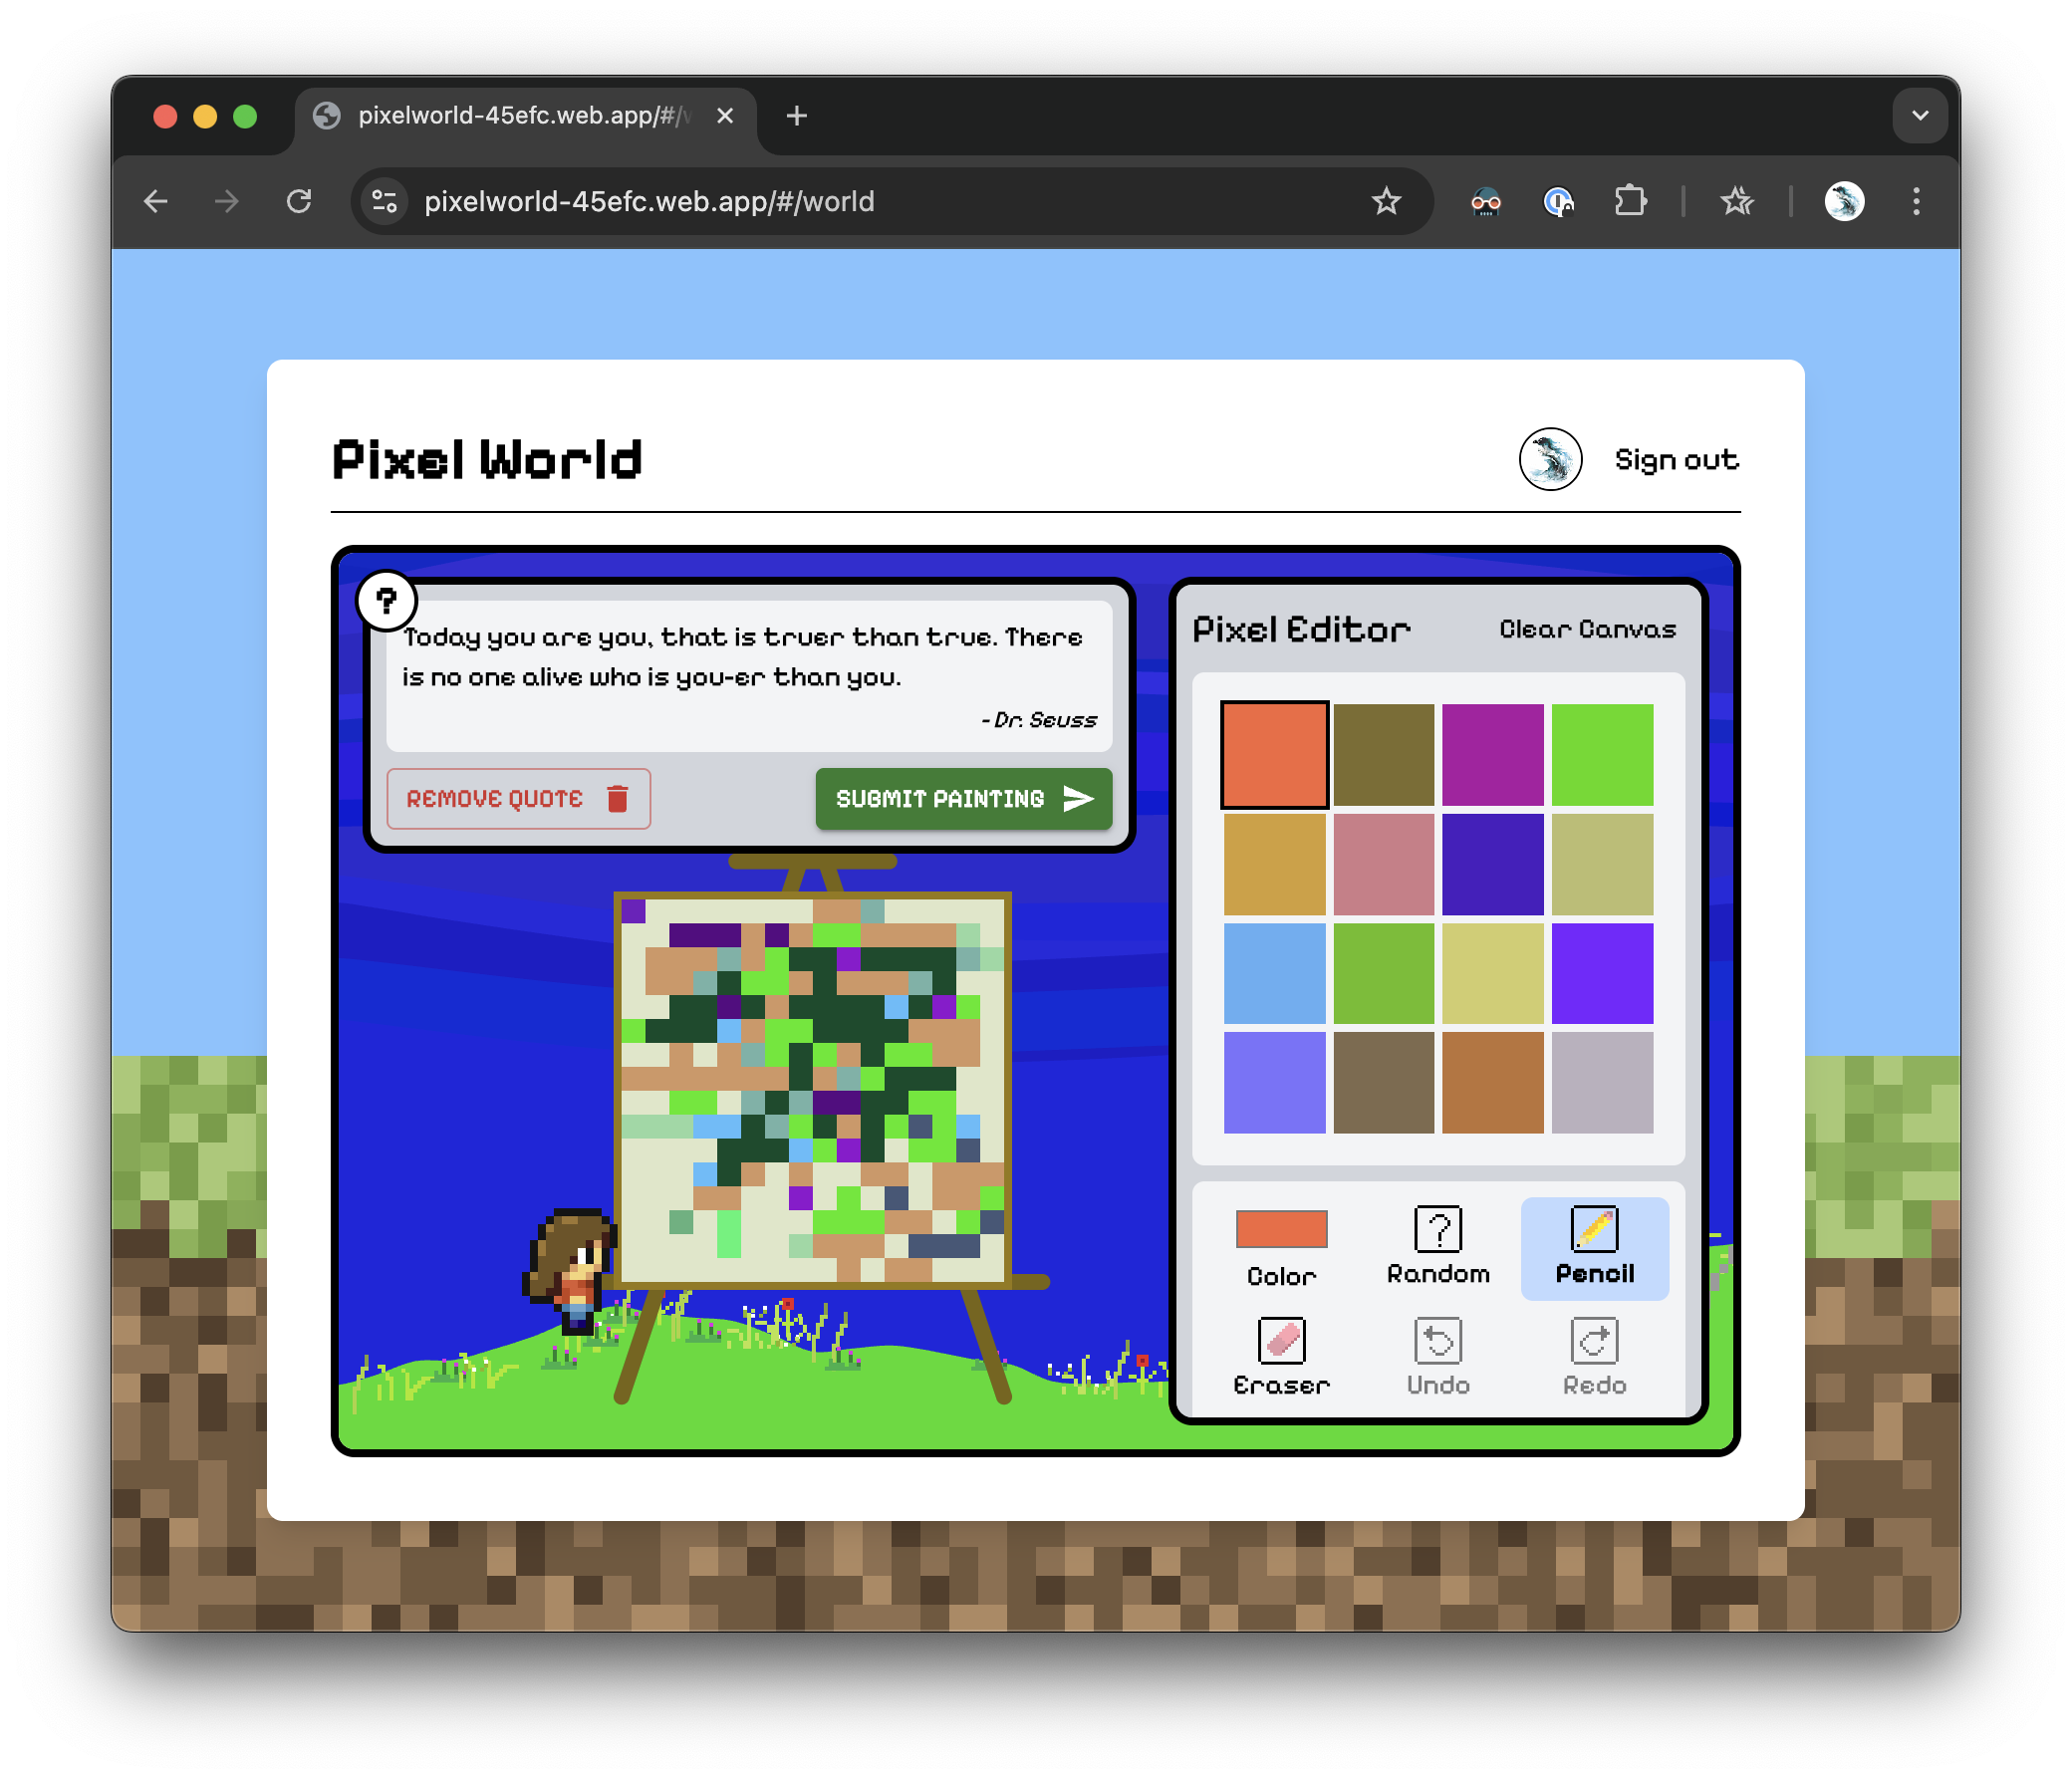 pixelworld-45efc.web.app/#/
pixelworld-45efc.web.app/#/world
Pixel World
Sign out
?
Today you are you, that is truer than true. There
is no one alive who is you-er than you.
- Dr. Seuss
REMOVE QUOTE
SUBMIT PAINTING
Pixel Editor
Clear Canvas
Color
Random
Pencil
Eraser
Undo
Redo